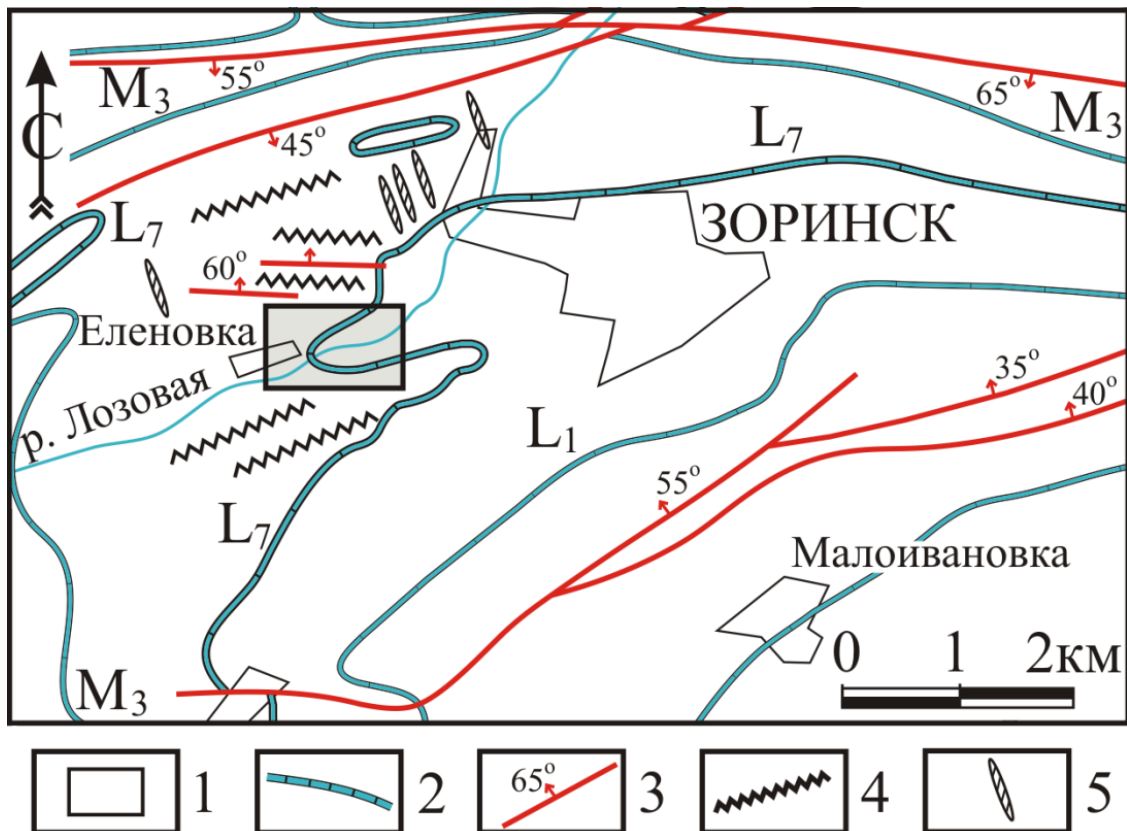 M3
55°
65°
M3
С
45°
L7
L7
ЗОРИНСК
60°
Еленовка
р. Лозовая
35°
40°
L1
55°
L7
Малоивановка
M3
0 1 2км
1 65° 2 3 4 5